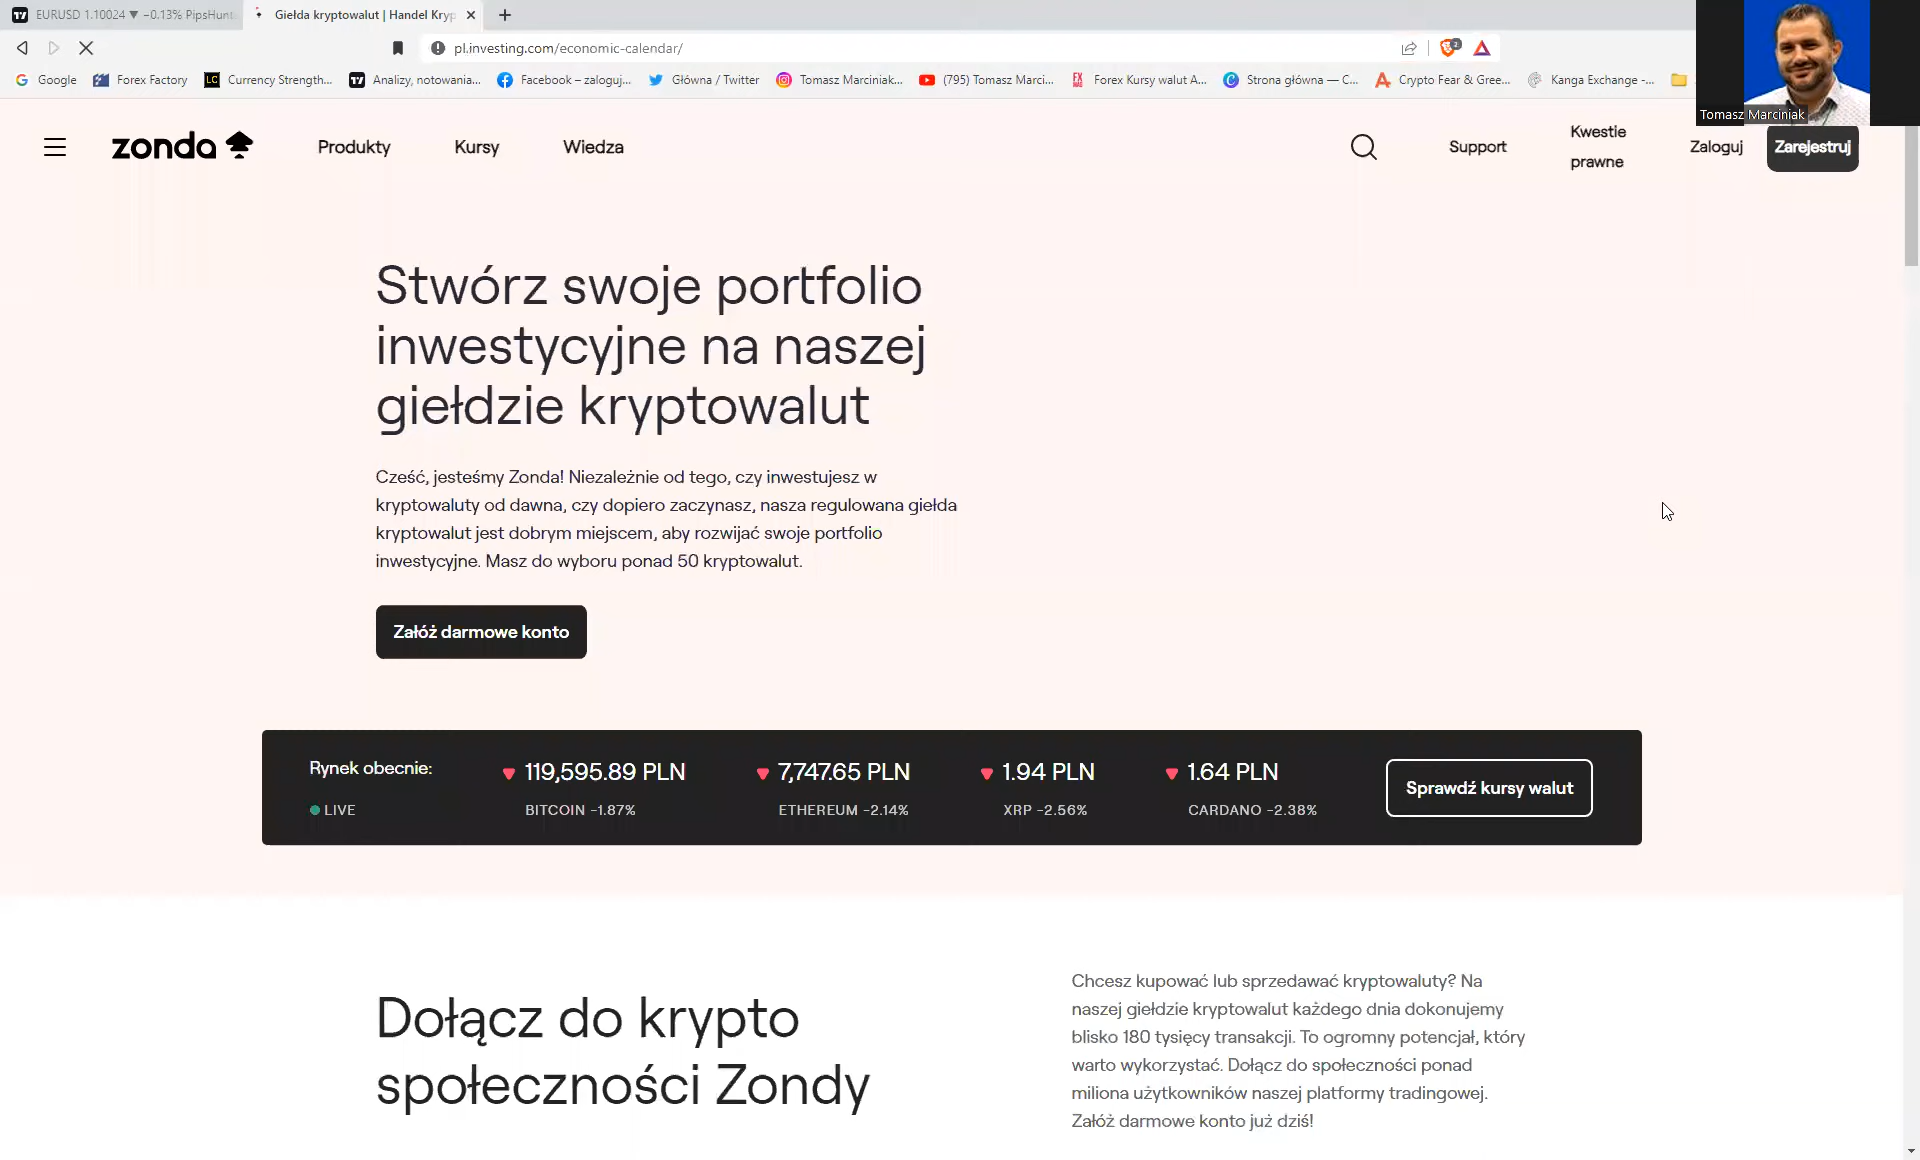 EURUSD 1.10024 ▼ −0.13% PipsHunt
Giełda kryptowalut | Handel Kryp
pl.investing.com/economic-calendar/
2
Google
Forex Factory
LC
Currency Strength...
Analizy, notowania...
Facebook – zaloguj...
Główna / Twitter
Tomasz Marciniak...
(795) Tomasz Marci...
Forex Kursy walut A...
Strona główna — C...
Crypto Fear & Gree...
Kanga Exchange -...
Tomasz Marciniak
zonda
Produkty
Kursy
Wiedza
Support
Kwestie
prawne
Zaloguj
Zarejestruj
Stwórz swoje portfolio
inwestycyjne na naszej
giełdzie kryptowalut
Cześć, jesteśmy Zonda! Niezależnie od tego, czy inwestujesz w
kryptowaluty od dawna, czy dopiero zaczynasz, nasza regulowana giełda
kryptowalut jest dobrym miejscem, aby rozwijać swoje portfolio
inwestycyjne. Masz do wyboru ponad 50 kryptowalut.
Załóż darmowe konto
Rynek obecnie:
LIVE
119,595.89 PLN
BITCOIN -1.87%
7,747.65 PLN
ETHEREUM -2.14%
1.94 PLN
XRP -2.56%
1.64 PLN
CARDANO -2.38%
Sprawdź kursy walut
Dołącz do krypto
społeczności Zondy
Chcesz kupować lub sprzedawać kryptowaluty? Na
naszej giełdzie kryptowalut każdego dnia dokonujemy
blisko 180 tysięcy transakcji. To ogromny potencjał, który
warto wykorzystać. Dołącz do społeczności ponad
miliona użytkowników naszej platformy tradingowej.
Załóż darmowe konto już dziś!